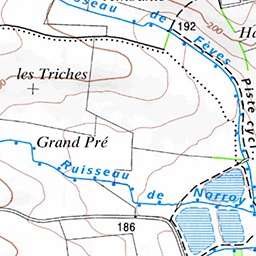 Ruisseau de Fèves
192
200
Ha
les Triches
Piste cycl
Grand Pré
Ruisseau de Norroy
186